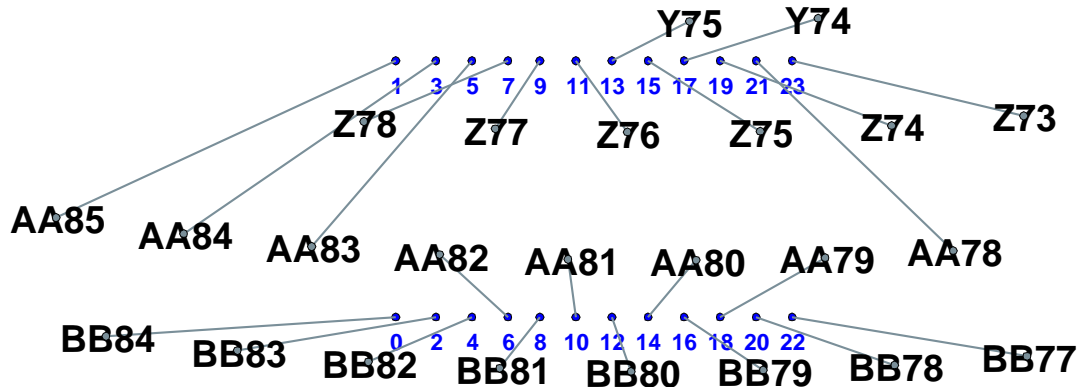 Y75 Y74
1 3 5 7 9 11 13 15 17 19 21 23
Z78 Z77 Z76 Z75 Z74 Z73
AA85 AA84 AA83 AA82 AA81 AA80 AA79 AA78
0 2 4 6 8 10 12 14 16 18 20 22
BB84 BB83 BB82 BB81 BB80 BB79 BB78 BB77